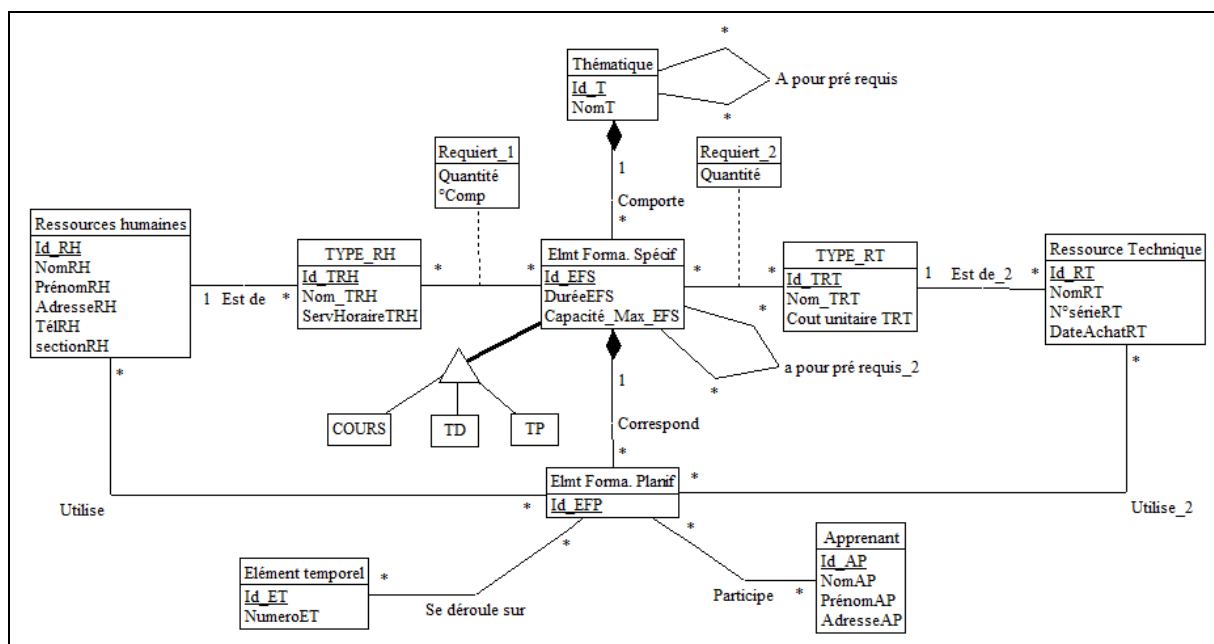 *
Thématique
Id_T
NomT
A pour pré requis
*
Requiert_1
Quantité
°Comp
Requiert_2
Quantité
1
Comporte
*
Ressources humaines
Id_RH
NomRH
PrénomRH
AdresseRH
TélRH
sectionRH
1 Est de *
TYPE_RH
Id_TRH
Nom_TRH
ServHoraireTRH
* *
Elmt Forma. Spécif
Id_EFS
DuréeEFS
Capacité_Max_EFS
* *
TYPE_RT
Id_TRT
Nom_TRT
Cout unitaire TRT
1 Est de_2 *
Ressource Technique
Id_RT
NomRT
N°sérieRT
DateAchatRT
*
a pour pré requis_2
*
*
*
1
COURS
TD
TP
Correspond
*
Elmt Forma. Planif
Id_EFP
*
Utilise
*
Utilise_2
*
*
Elément temporel
Id_ET
NumeroET
*
Se déroule sur
Participe
*
Apprenant
Id_AP
NomAP
PrénomAP
AdresseAP